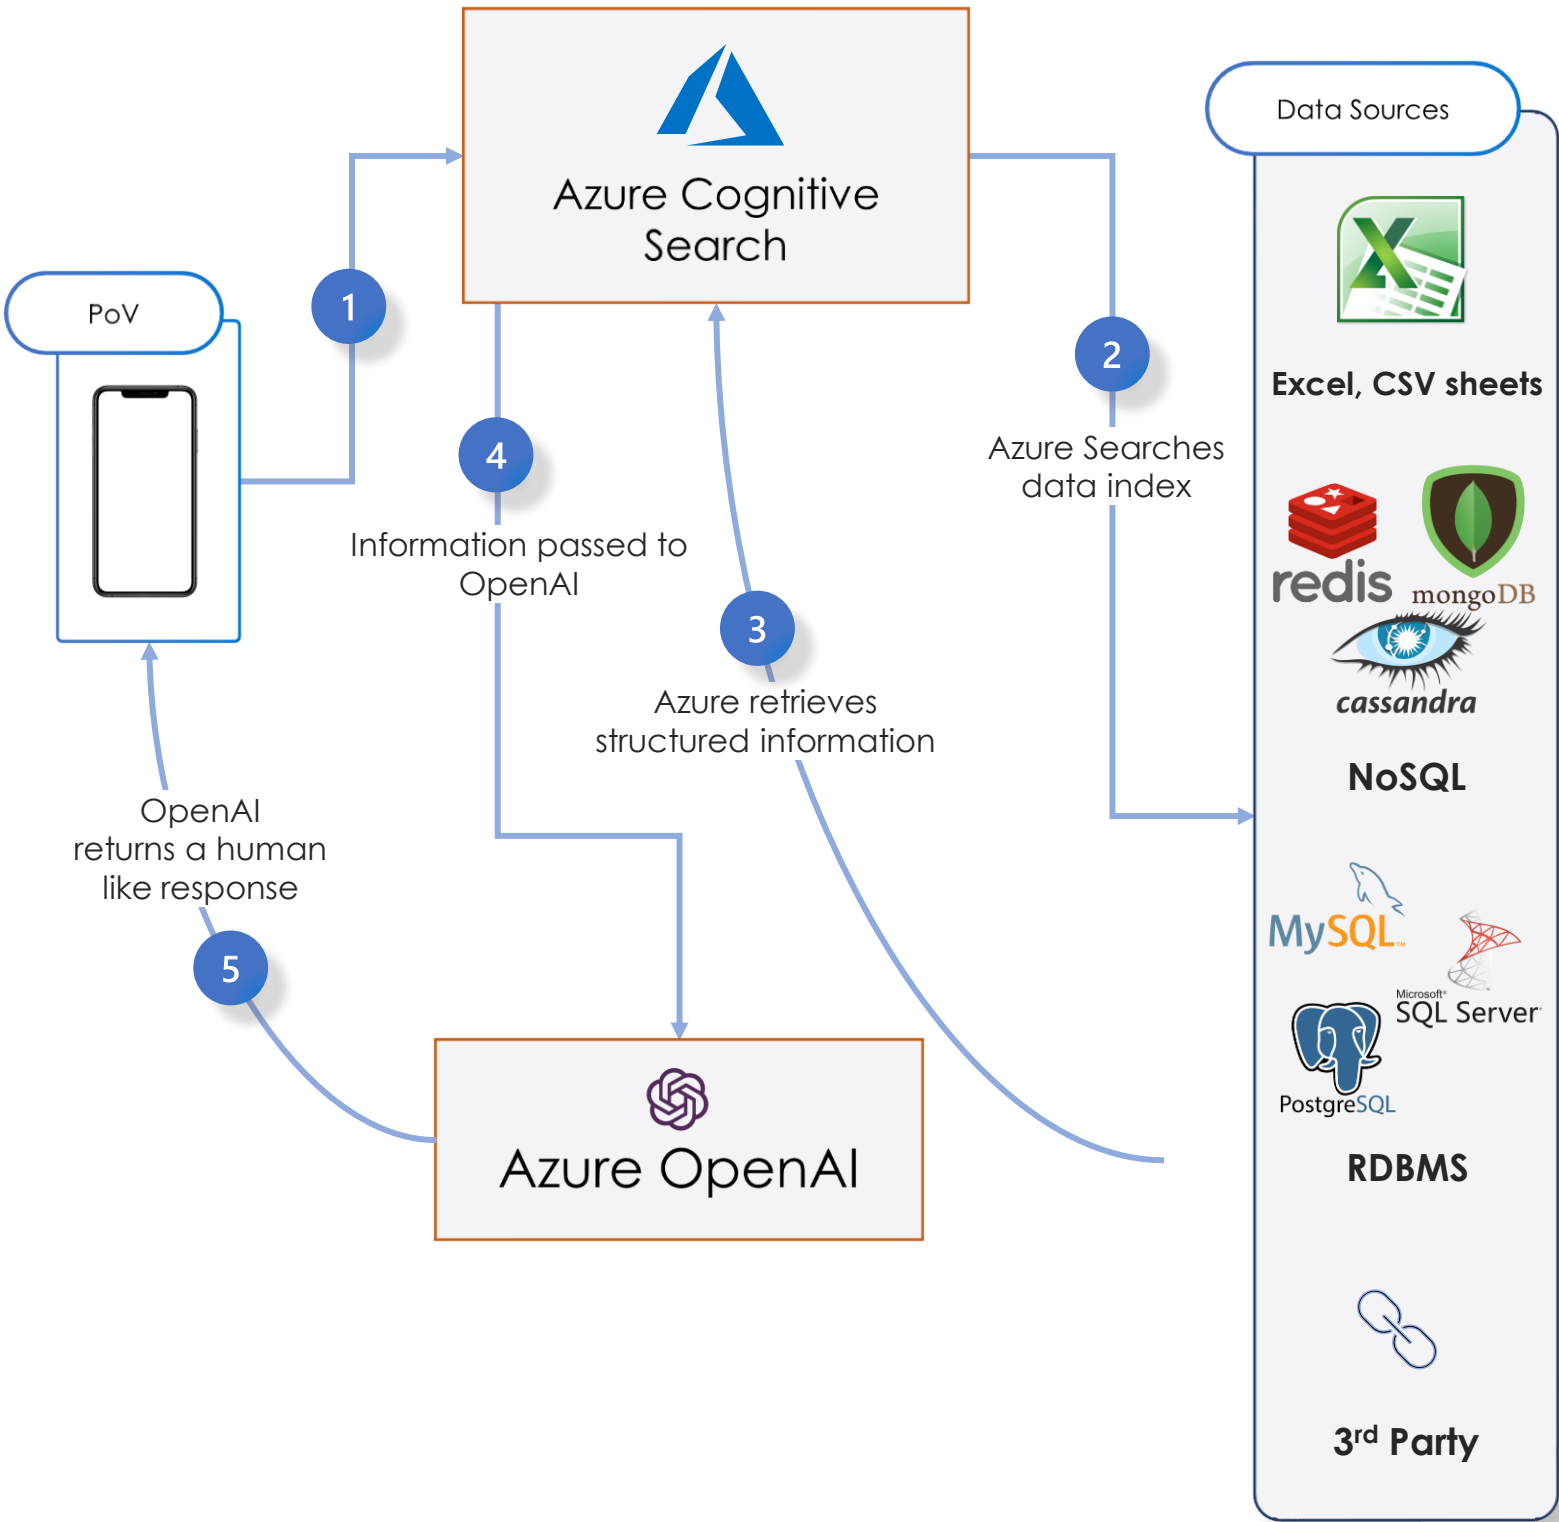 Azure Cognitive
Search
Data Sources
PoV
1
2
Excel, CSV sheets
4
Azure Searches
data index
Information passed to
OpenAI
redis
mongoDB
3
Azure retrieves
structured information
cassandra
NoSQL
OpenAI
returns a human
like response
5
MySQL™
Microsoft®
SQL Server
PostgreSQL
Azure OpenAI
RDBMS
3rd Party